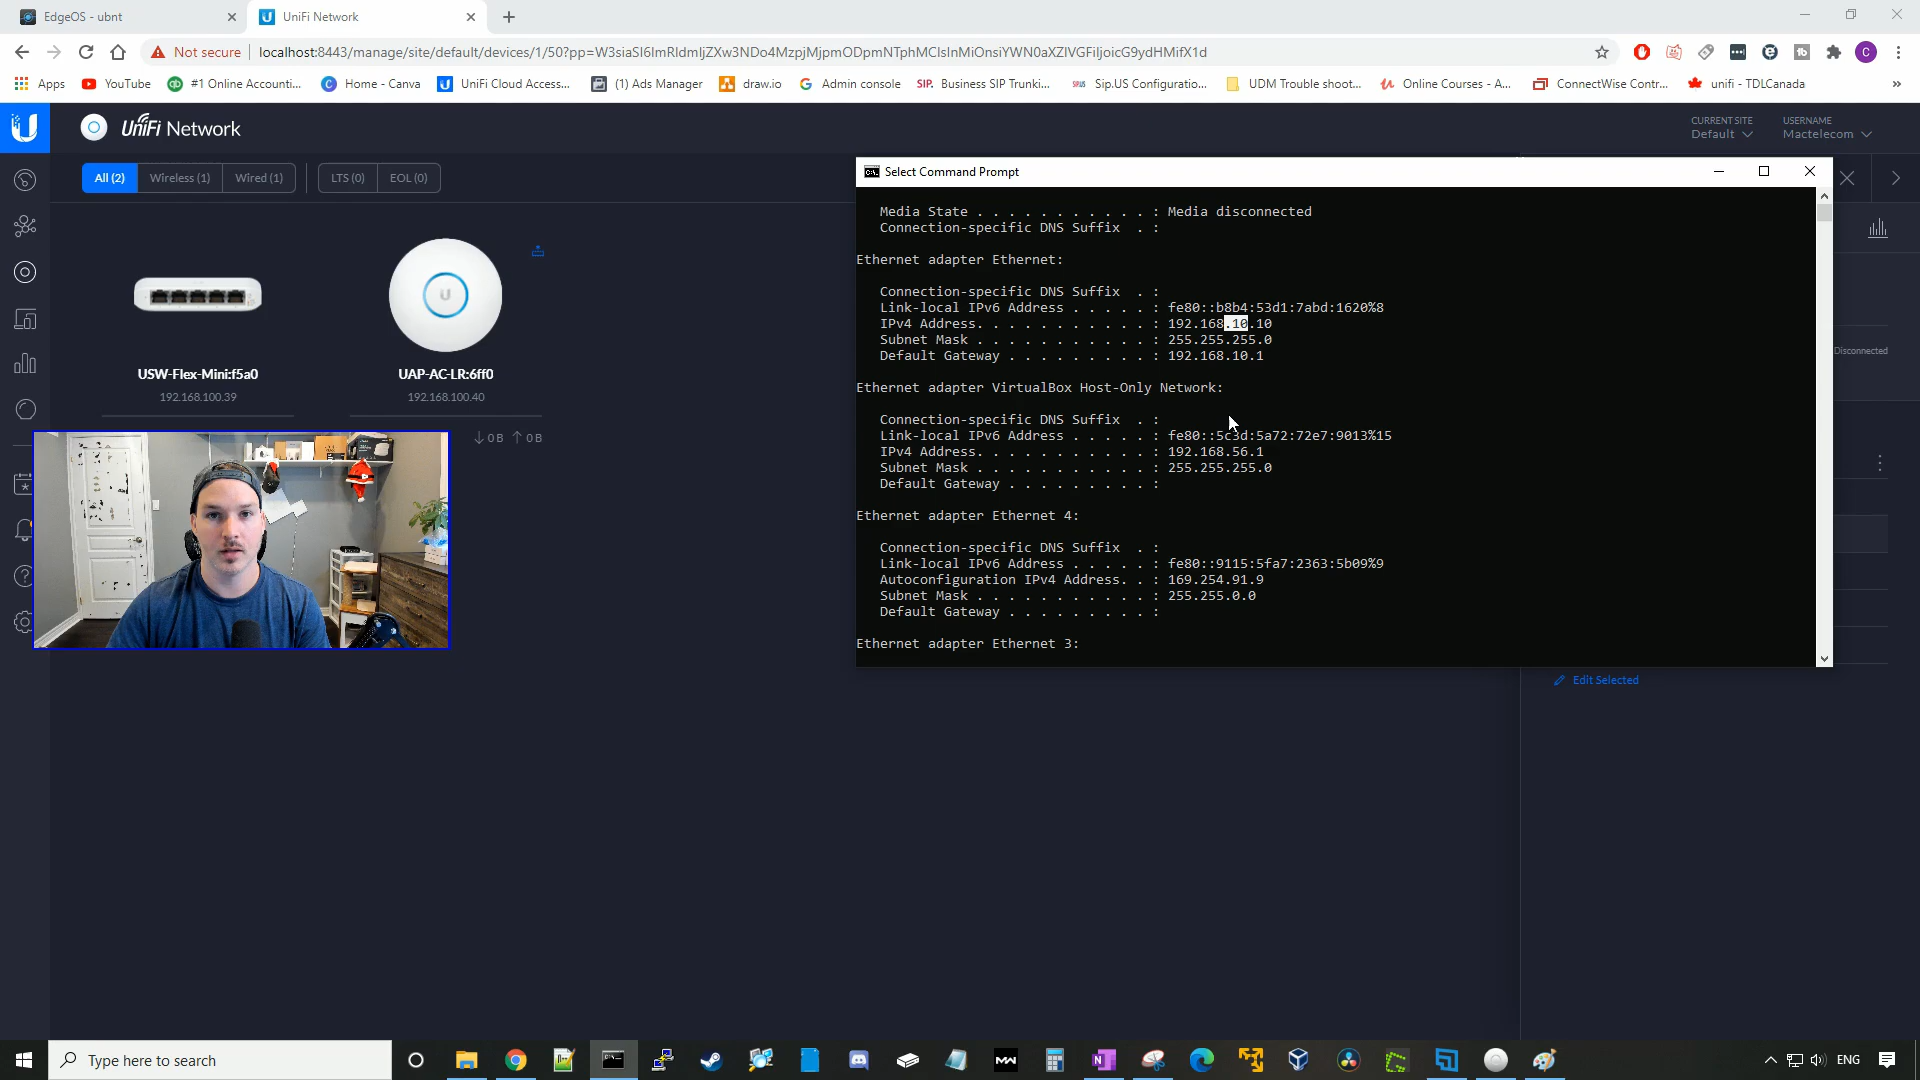 EdgeOS - ubnt
UniFi Network
Not secure
localhost:8443/manage/site/default/devices/1/50?pp=W3siaSI6ImRldmljZXw3NDo4MzpjMjpmODpmNTphMCIsInMiOnsiYWN0aXZlVGFiIjoicG9ydHMifX1d
Apps
YouTube
#1 Online Accounti...
Home - Canva
UniFi Cloud Access...
(1) Ads Manager
draw.io
Admin console
SIP. Business SIP Trunki...
Sip.US Configuratio...
UDM Trouble shoot...
Online Courses - A...
ConnectWise Contr...
unifi - TDLCanada
UniFi Network
CURRENT SITE
Default
USERNAME
Mactelecom
All (2)
Wireless (1)
Wired (1)
LTS (0)
EOL (0)
USW-Flex-Mini:f5a0
192.168.100.39
UAP-AC-LR:6ff0
192.168.100.40
0B 0B
Select Command Prompt
Media State . . . . . . . . . . . : Media disconnected
Connection-specific DNS Suffix  . :
Ethernet adapter Ethernet:
Connection-specific DNS Suffix  . :
Link-local IPv6 Address . . . . . : fe80::b8b4:53d1:7abd:1620%8
IPv4 Address. . . . . . . . . . . : 192.168.10.10
Subnet Mask . . . . . . . . . . . : 255.255.255.0
Default Gateway . . . . . . . . . : 192.168.10.1
Ethernet adapter VirtualBox Host-Only Network:
Connection-specific DNS Suffix  . :
Link-local IPv6 Address . . . . . : fe80::5c3d:5a72:72e7:9013%15
IPv4 Address. . . . . . . . . . . : 192.168.56.1
Subnet Mask . . . . . . . . . . . : 255.255.255.0
Default Gateway . . . . . . . . . :
Ethernet adapter Ethernet 4:
Connection-specific DNS Suffix  . :
Link-local IPv6 Address . . . . . : fe80::9115:5fa7:2363:5b09%9
Autoconfiguration IPv4 Address. . : 169.254.91.9
Subnet Mask . . . . . . . . . . . : 255.255.0.0
Default Gateway . . . . . . . . . :
Ethernet adapter Ethernet 3:
Disconnected
Edit Selected
Type here to search
ENG